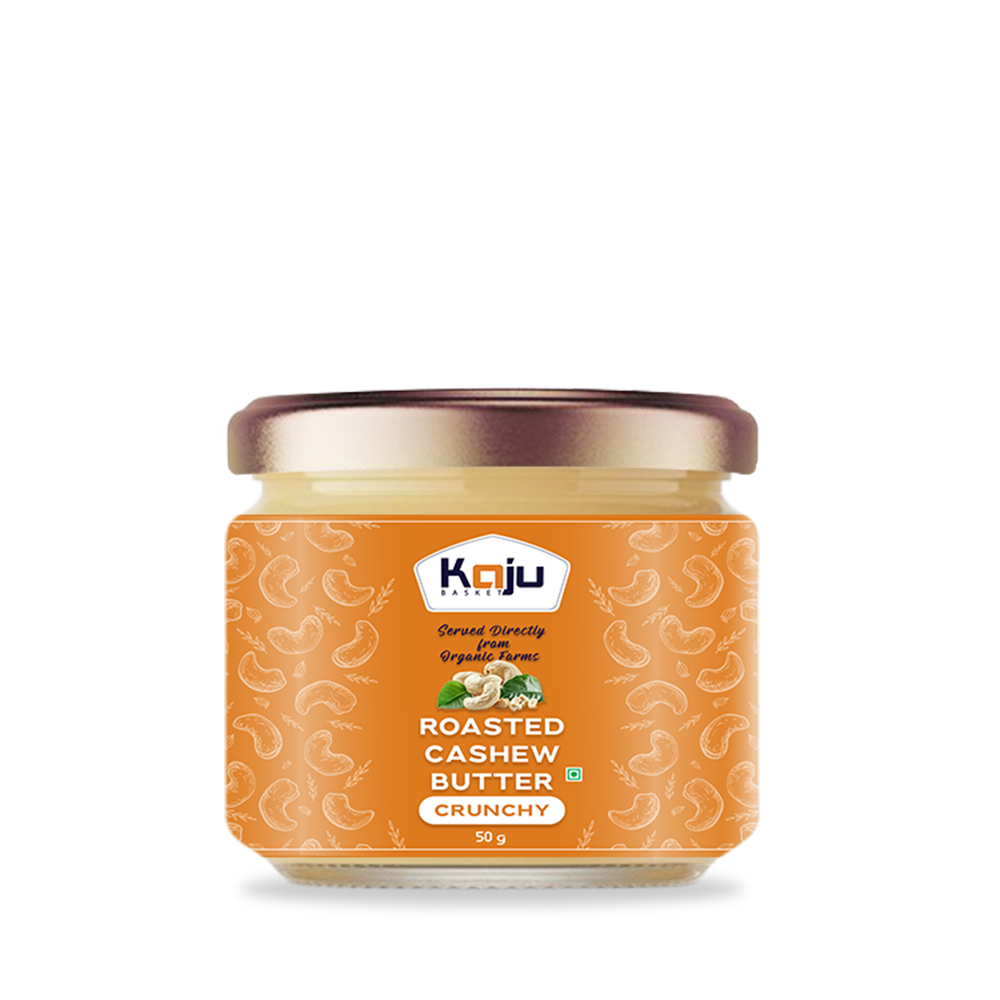 Kaju
BASKET
Served Directly
from
Organic Farms
ROASTED
CASHEW
BUTTER
CRUNCHY
50 g